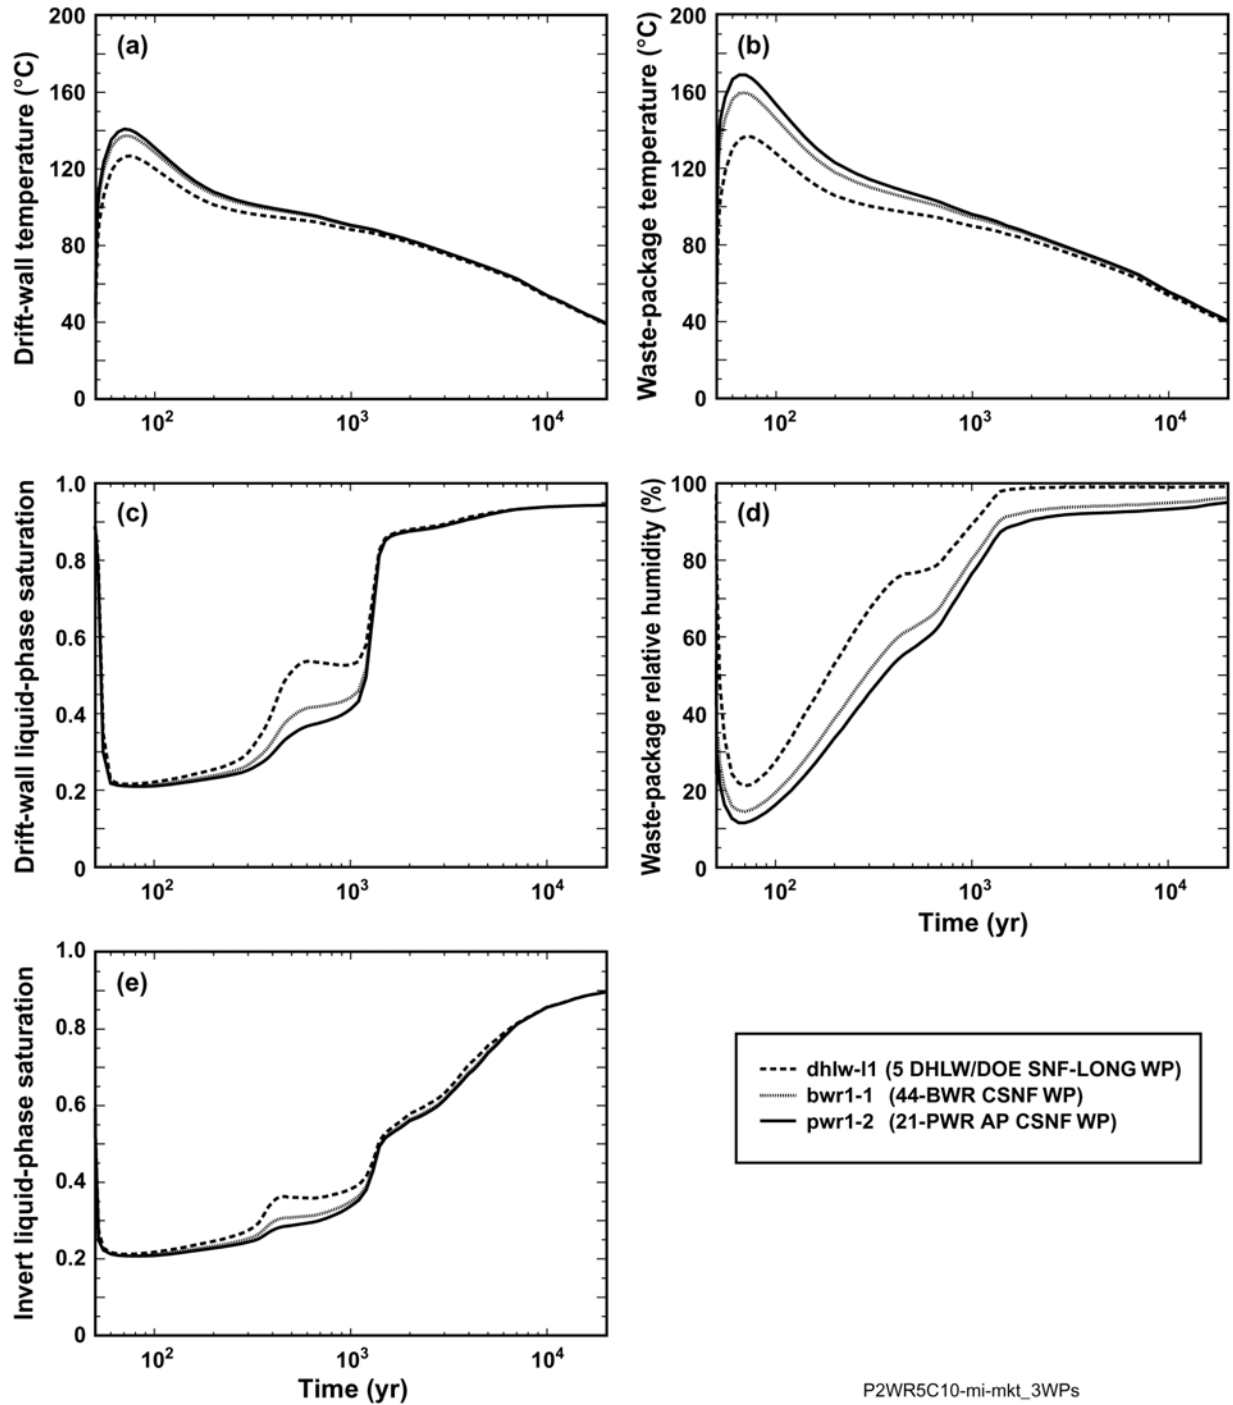 Drift-wall temperature (°C)
200
160
120
80
40
0
(a)
10²
10³
10⁴
Waste-package temperature (°C)
200
160
120
80
40
0
(b)
10²
10³
10⁴
Drift-wall liquid-phase saturation
1.0
0.8
0.6
0.4
0.2
0
(c)
10²
10³
10⁴
Waste-package relative humidity (%)
100
80
60
40
20
0
(d)
10²
10³
10⁴
Time (yr)
Invert liquid-phase saturation
1.0
0.8
0.6
0.4
0.2
0
(e)
10²
10³
10⁴
Time (yr)
dhlw-l1 (5 DHLW/DOE SNF-LONG WP)
bwr1-1 (44-BWR CSNF WP)
pwr1-2 (21-PWR AP CSNF WP)
P2WR5C10-mi-mkt_3WPs